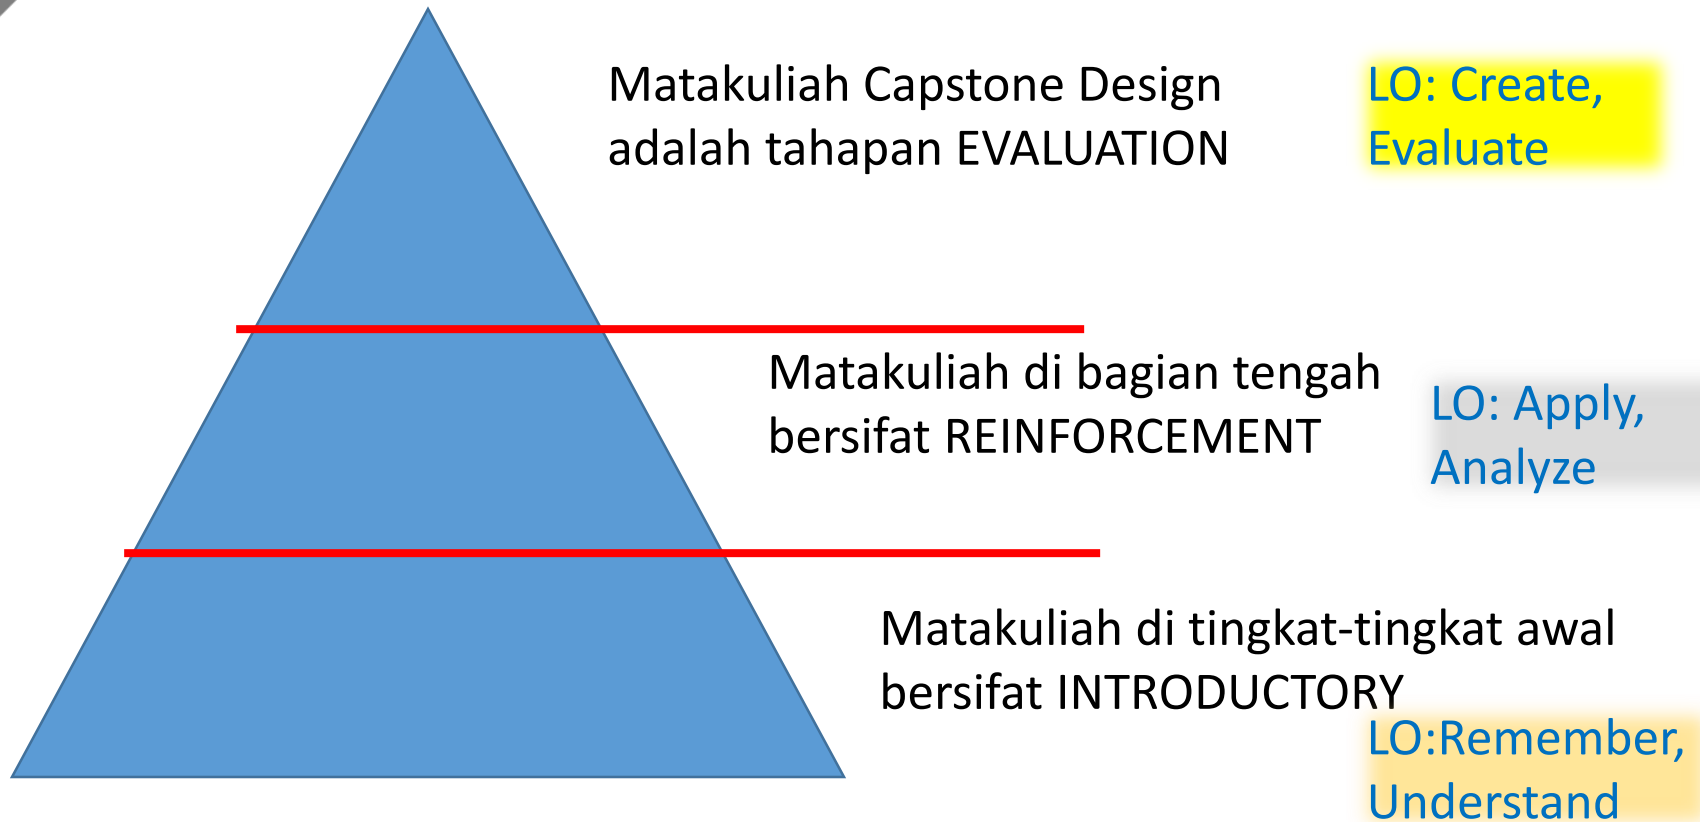 Matakuliah Capstone Design
adalah tahapan EVALUATION
LO: Create,
Evaluate
Matakuliah di bagian tengah
bersifat REINFORCEMENT
LO: Apply,
Analyze
Matakuliah di tingkat-tingkat awal
bersifat INTRODUCTORY
LO:Remember,
Understand